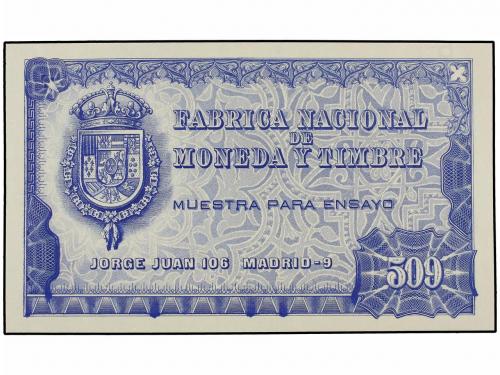 FABRICA NACIONAL
DE
MONEDA Y TIMBRE
MUESTRA PARA ENSAYO
JORGE JUAN 106 MADRID-9
509